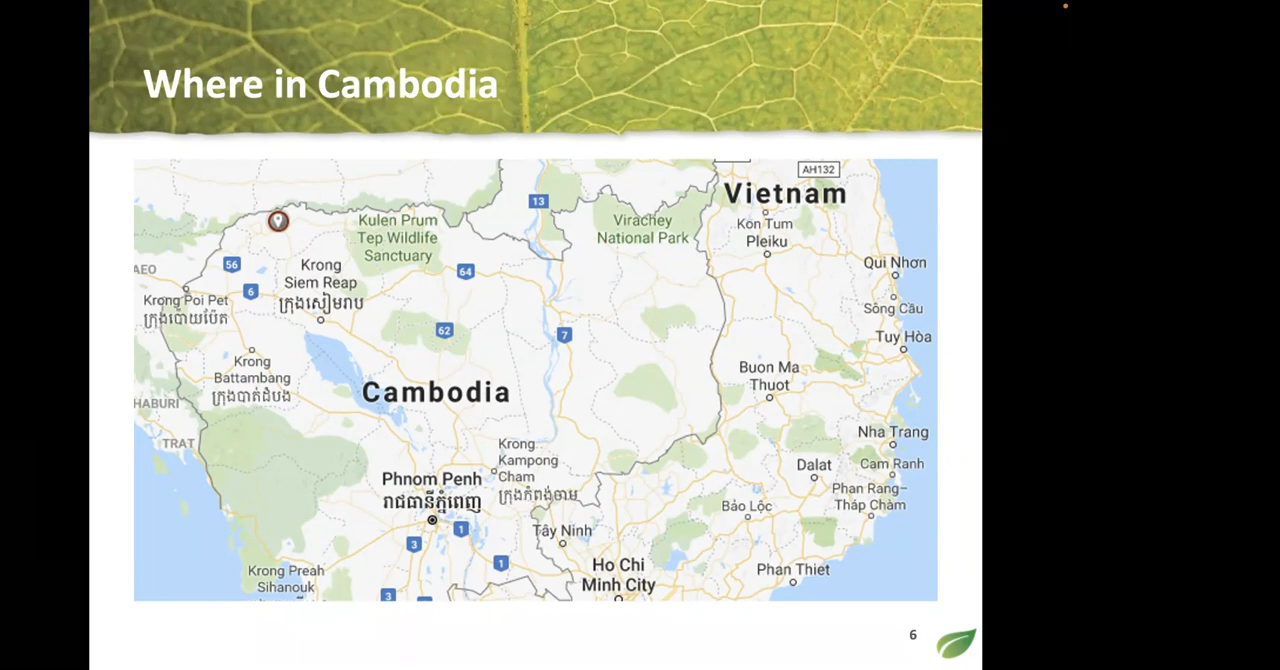 Where in Cambodia
AH132
Vietnam
13
Kulen Prum
Tep Wildlife
Sanctuary
Virachey
National Park
Kon Tum
Pleiku
56
Krong
Siem Reap
ក្រុងសៀមរាប
64
Qui Nhơn
AEO
6
Krong Poi Pet
ក្រុងប៉ោយប៉ែត
Sông Cầu
62
7
Tuy Hòa
Krong
Battambang
ក្រុងបាត់ដំបង
Buon Ma
Thuot
Cambodia
HABURI
TRAT
Nha Trang
Krong
Kampong
Cham
ក្រុងកំពង់ចាម
Dalat
Cam Ranh
Phnom Penh
រាជធានីភ្នំពេញ
Phan Rang–
Tháp Chàm
Bảo Lộc
1
Tây Ninh
3
1
Ho Chi
Minh City
Phan Thiet
Krong Preah
Sihanouk
3
6